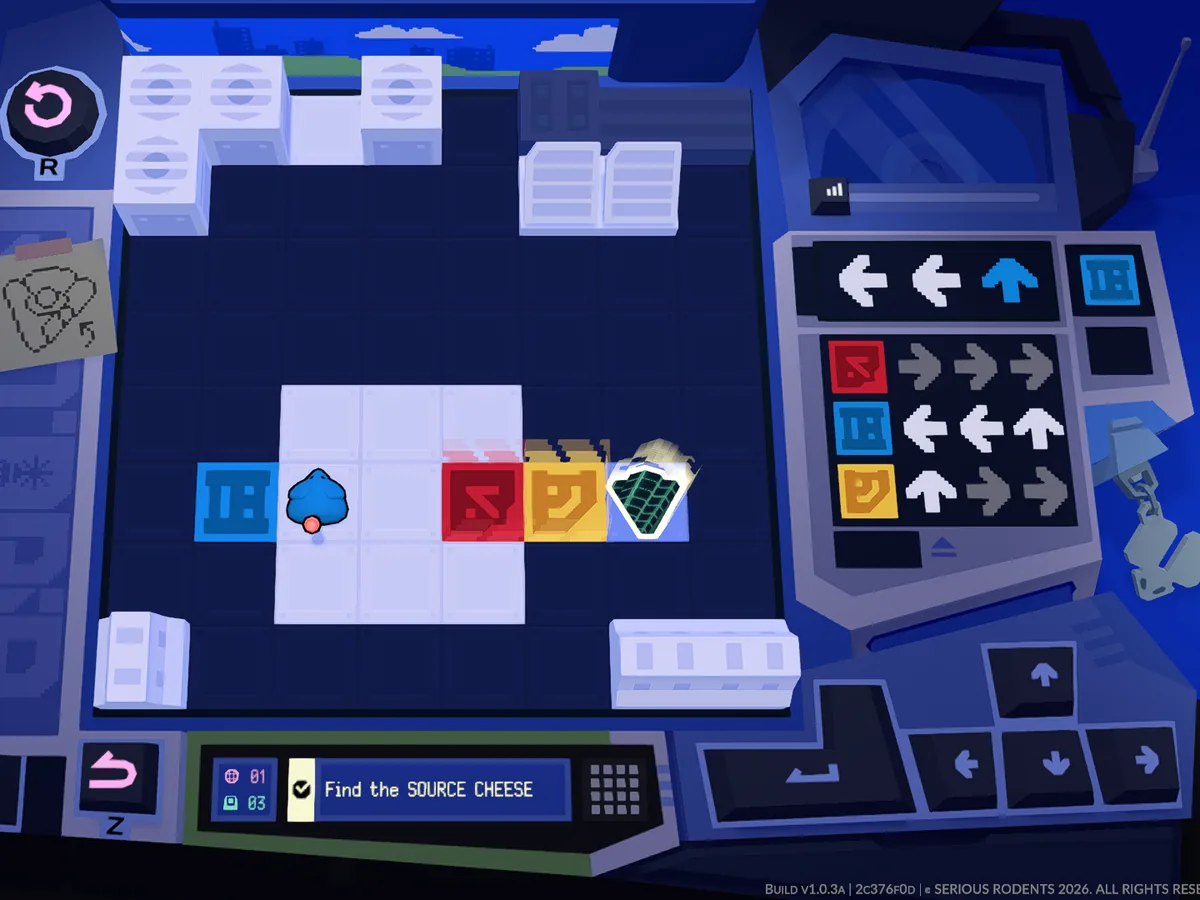 R
01
03
Find the SOURCE CHEESE
Z
BUILD V1.0.3A | 2C376F0D | © SERIOUS RODENTS 2026. ALL RIGHTS RESE